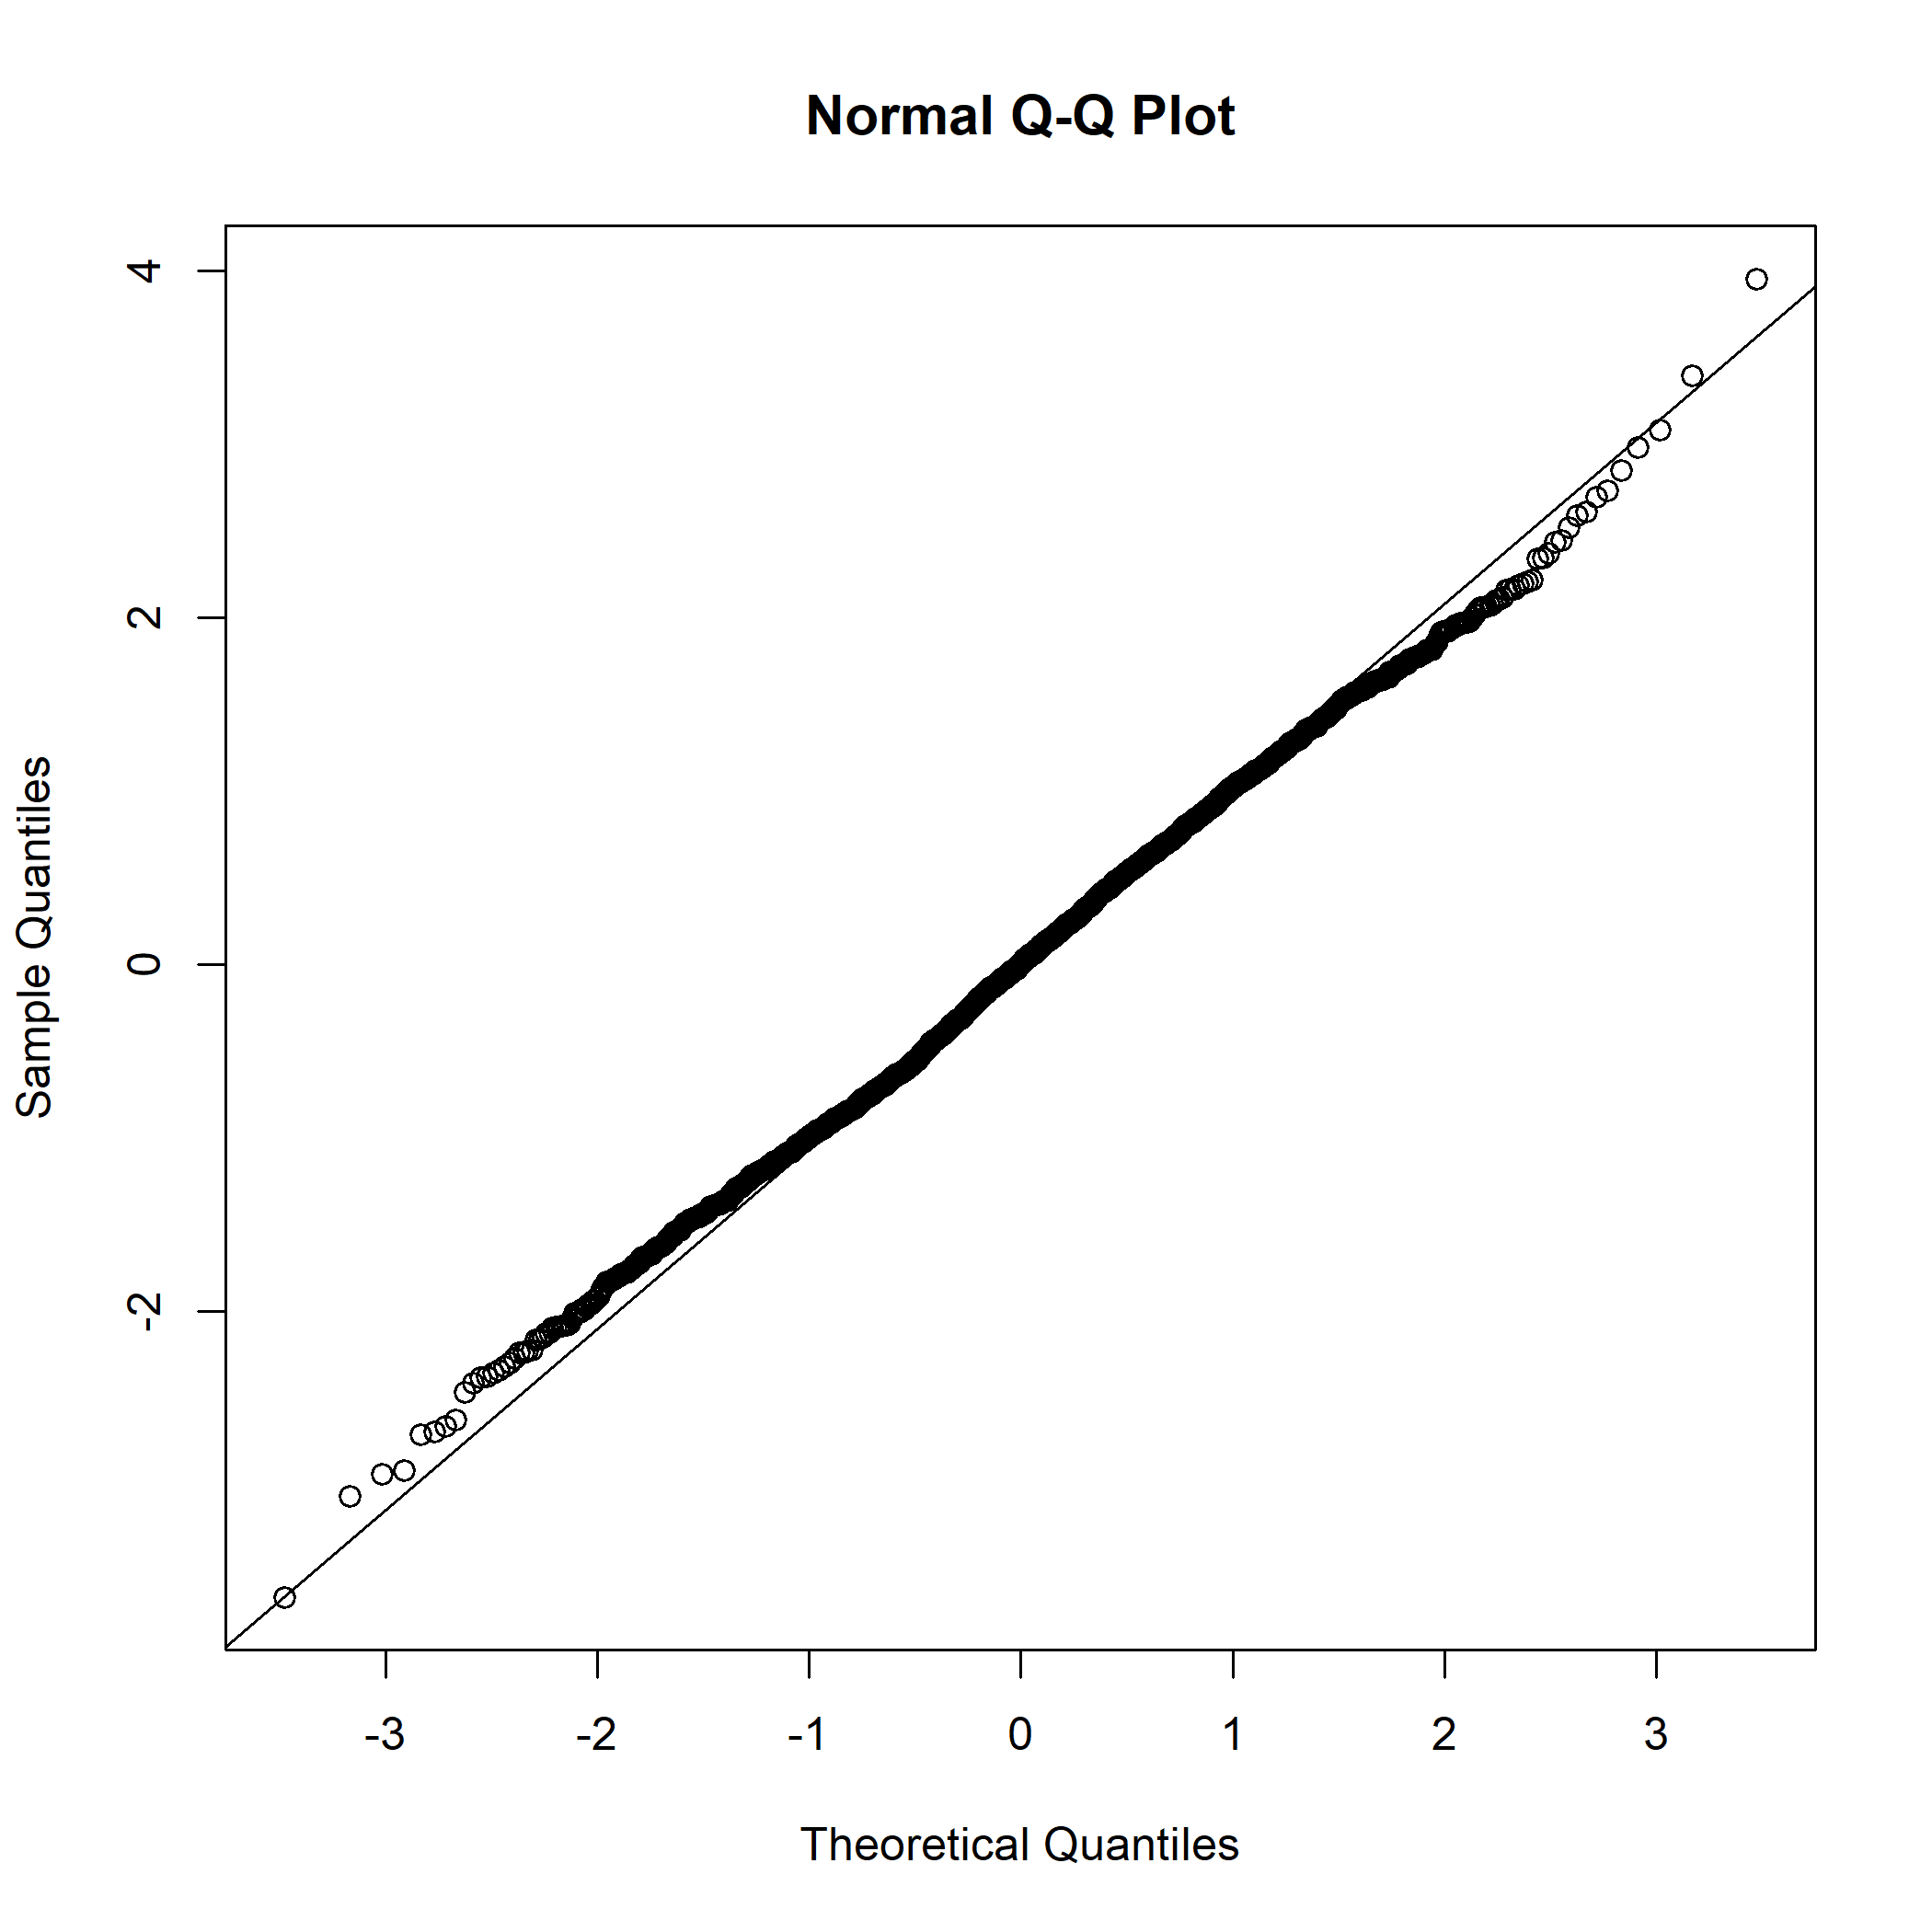 Normal Q-Q Plot
4
2
0
-2
Sample Quantiles
-3 -2 -1 0 1 2 3
Theoretical Quantiles